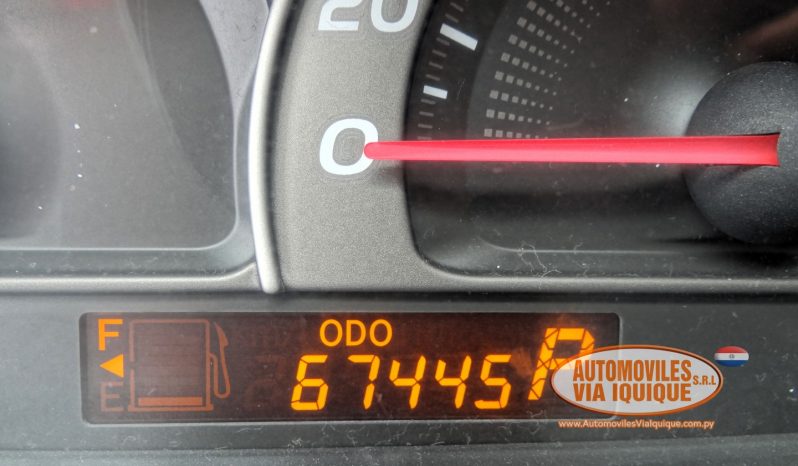 20
0
F
ODO
E
67445 P
AUTOMOVILES
VIA IQUIQUE S.R.L
www.AutomovilesViaIquique.com.py